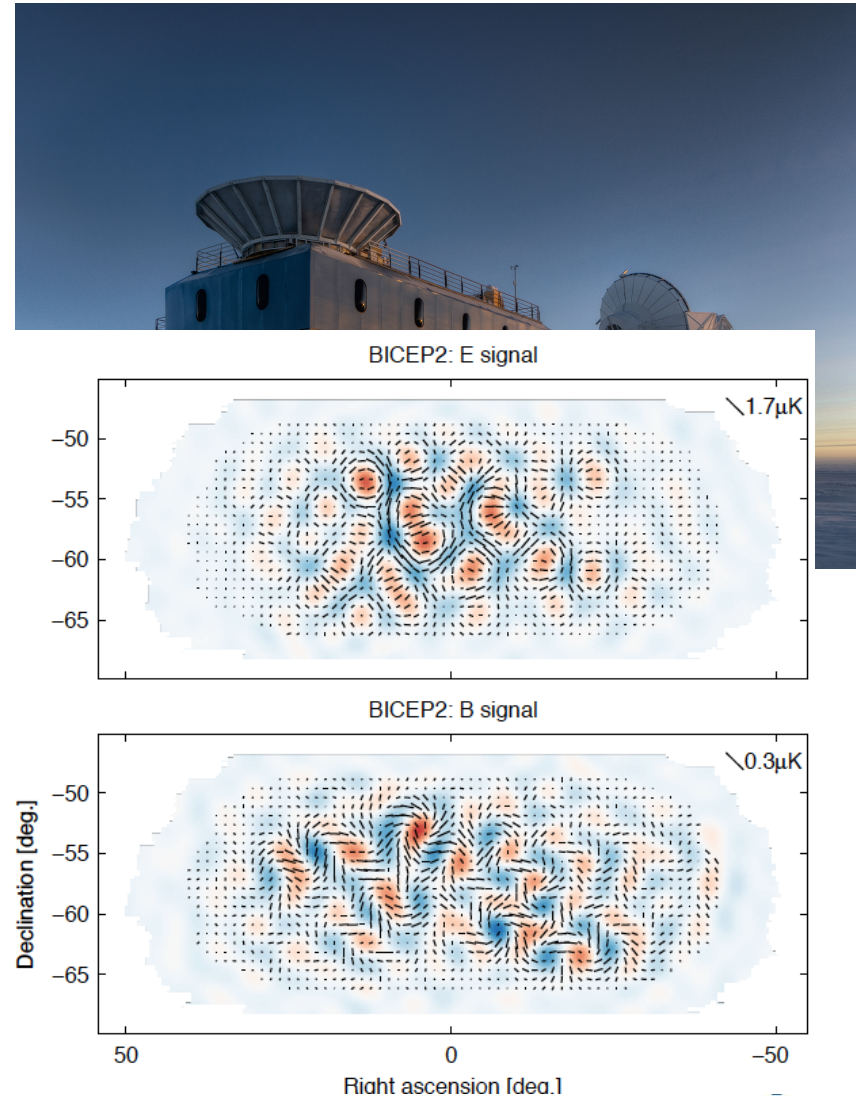 BICEP2: E signal
\1.7μK
−50
−55
−60
−65
BICEP2: B signal
\0.3μK
−50
−55
−60
−65
Declination [deg.]
50
0
−50
Right ascension [deg.]